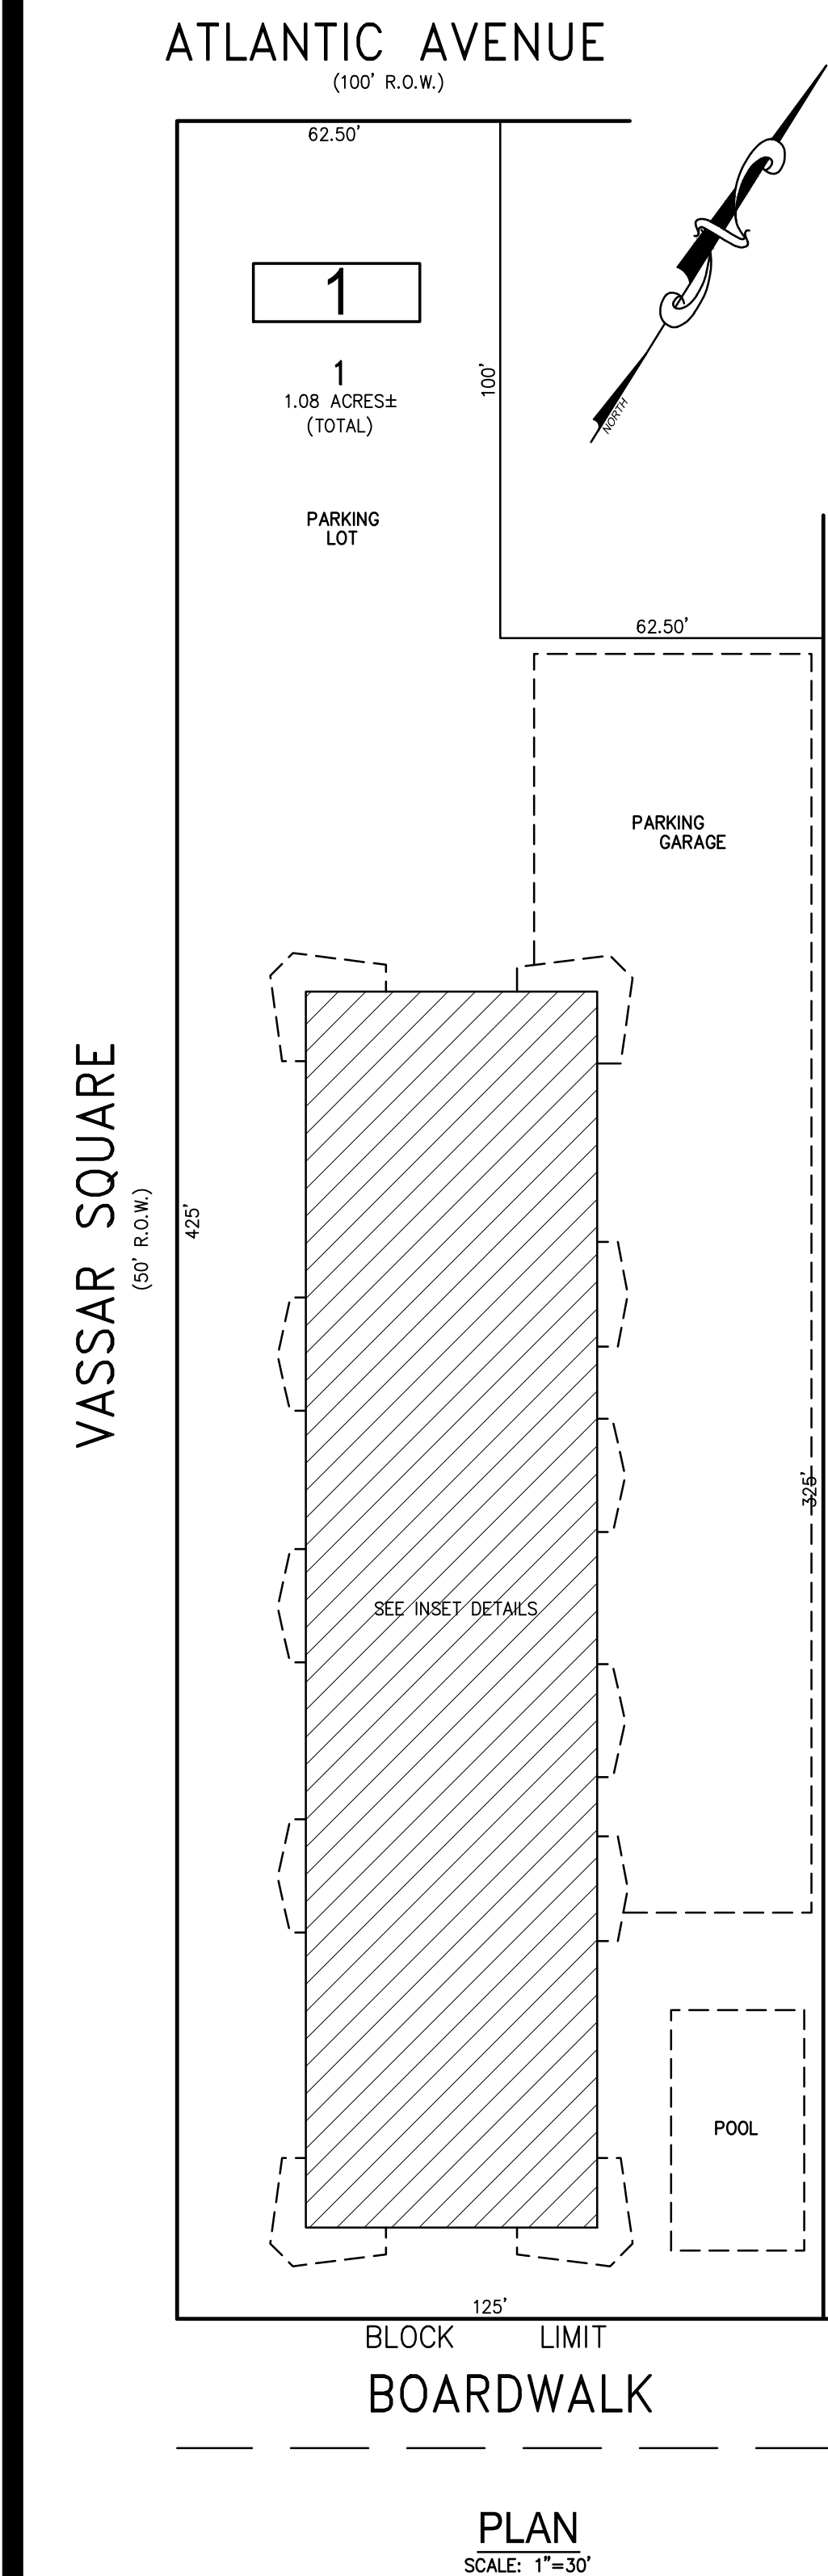 ATLANTIC AVENUE
(100' R.O.W.)
62.50'
1
1
1.08 ACRES±
(TOTAL)
100'
NORTH
PARKING
LOT
62.50'
PARKING
GARAGE
VASSAR SQUARE
(50' R.O.W.)
425'
325'
SEE INSET DETAILS
POOL
125'
BLOCK LIMIT
BOARDWALK
PLAN
SCALE: 1"=30'